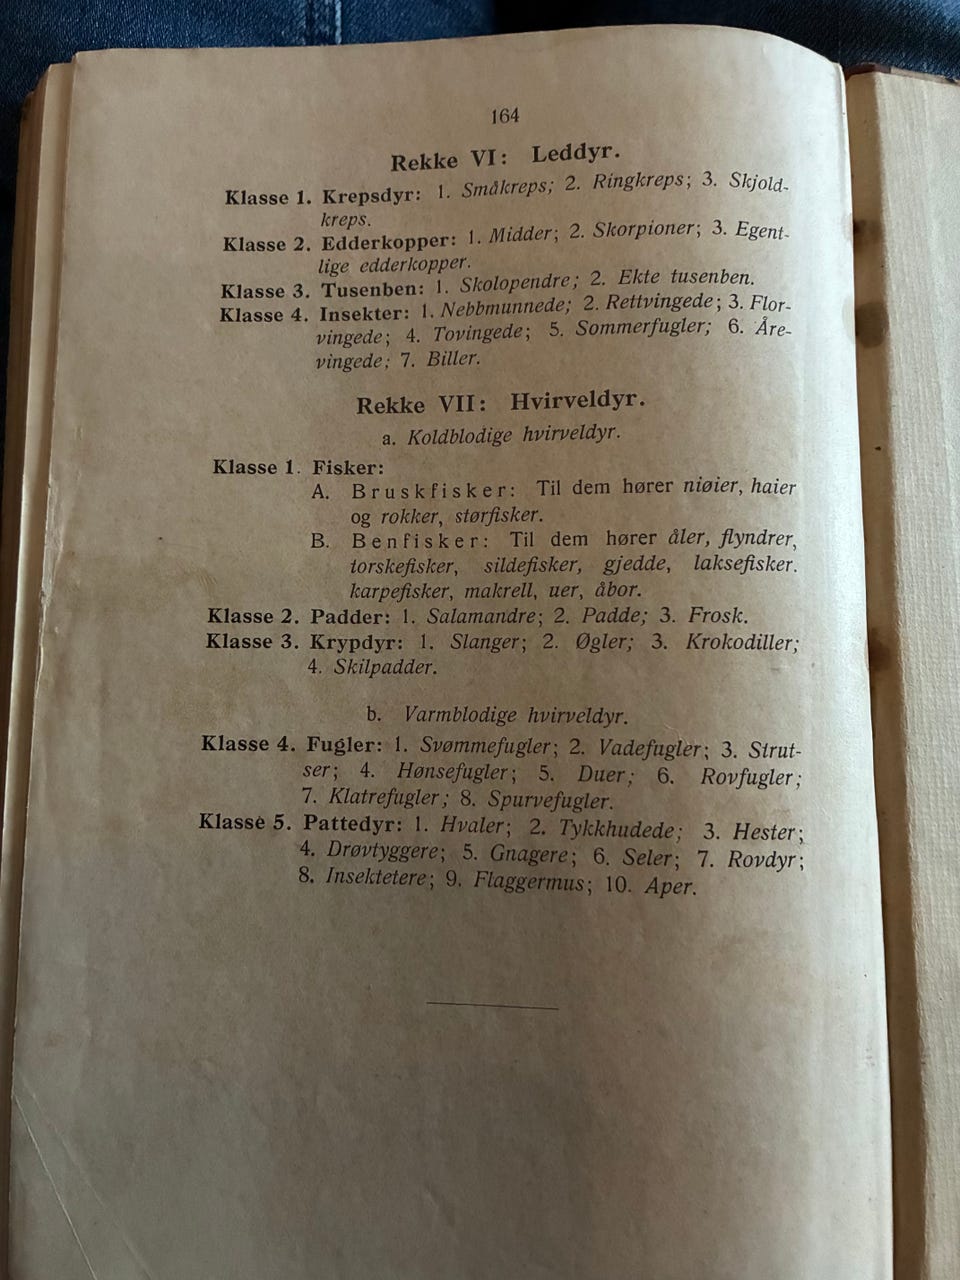 164
Rekke VI: Leddyr.
Klasse 1. Krepsdyr: 1. Småkreps; 2. Ringkreps; 3. Skjold-
kreps.
Klasse 2. Edderkopper: 1. Midder; 2. Skorpioner; 3. Egent-
lige edderkopper.
Klasse 3. Tusenben: 1. Skolopendre; 2. Ekte tusenben.
Klasse 4. Insekter: 1. Nebbmunnede; 2. Rettvingede; 3. Flor-
vingede; 4. Tovingede; 5. Sommerfugler; 6. Åre-
vingede; 7. Biller.
Rekke VII: Hvirveldyr.
a. Koldblodige hvirveldyr.
Klasse 1. Fisker:
A. Bruskfisker: Til dem hører niøier, haier
og rokker, størfisker.
B. Benfisker: Til dem hører åler, flyndrer,
torskefisker, sildefisker, gjedde, laksefisker.
karpefisker, makrell, uer, åbor.
Klasse 2. Padder: 1. Salamandre; 2. Padde; 3. Frosk.
Klasse 3. Krypdyr: 1. Slanger; 2. Øgler; 3. Krokodiller;
4. Skilpadder.
b. Varmblodige hvirveldyr.
Klasse 4. Fugler: 1. Svømmefugler; 2. Vadefugler; 3. Strut-
ser; 4. Hønsefugler; 5. Duer; 6. Rovfugler;
7. Klatrefugler; 8. Spurvefugler.
Klasse 5. Pattedyr: 1. Hvaler; 2. Tykkhudede; 3. Hester;
4. Drøvtyggere; 5. Gnagere; 6. Seler; 7. Rovdyr;
8. Insektetere; 9. Flaggermus; 10. Aper.